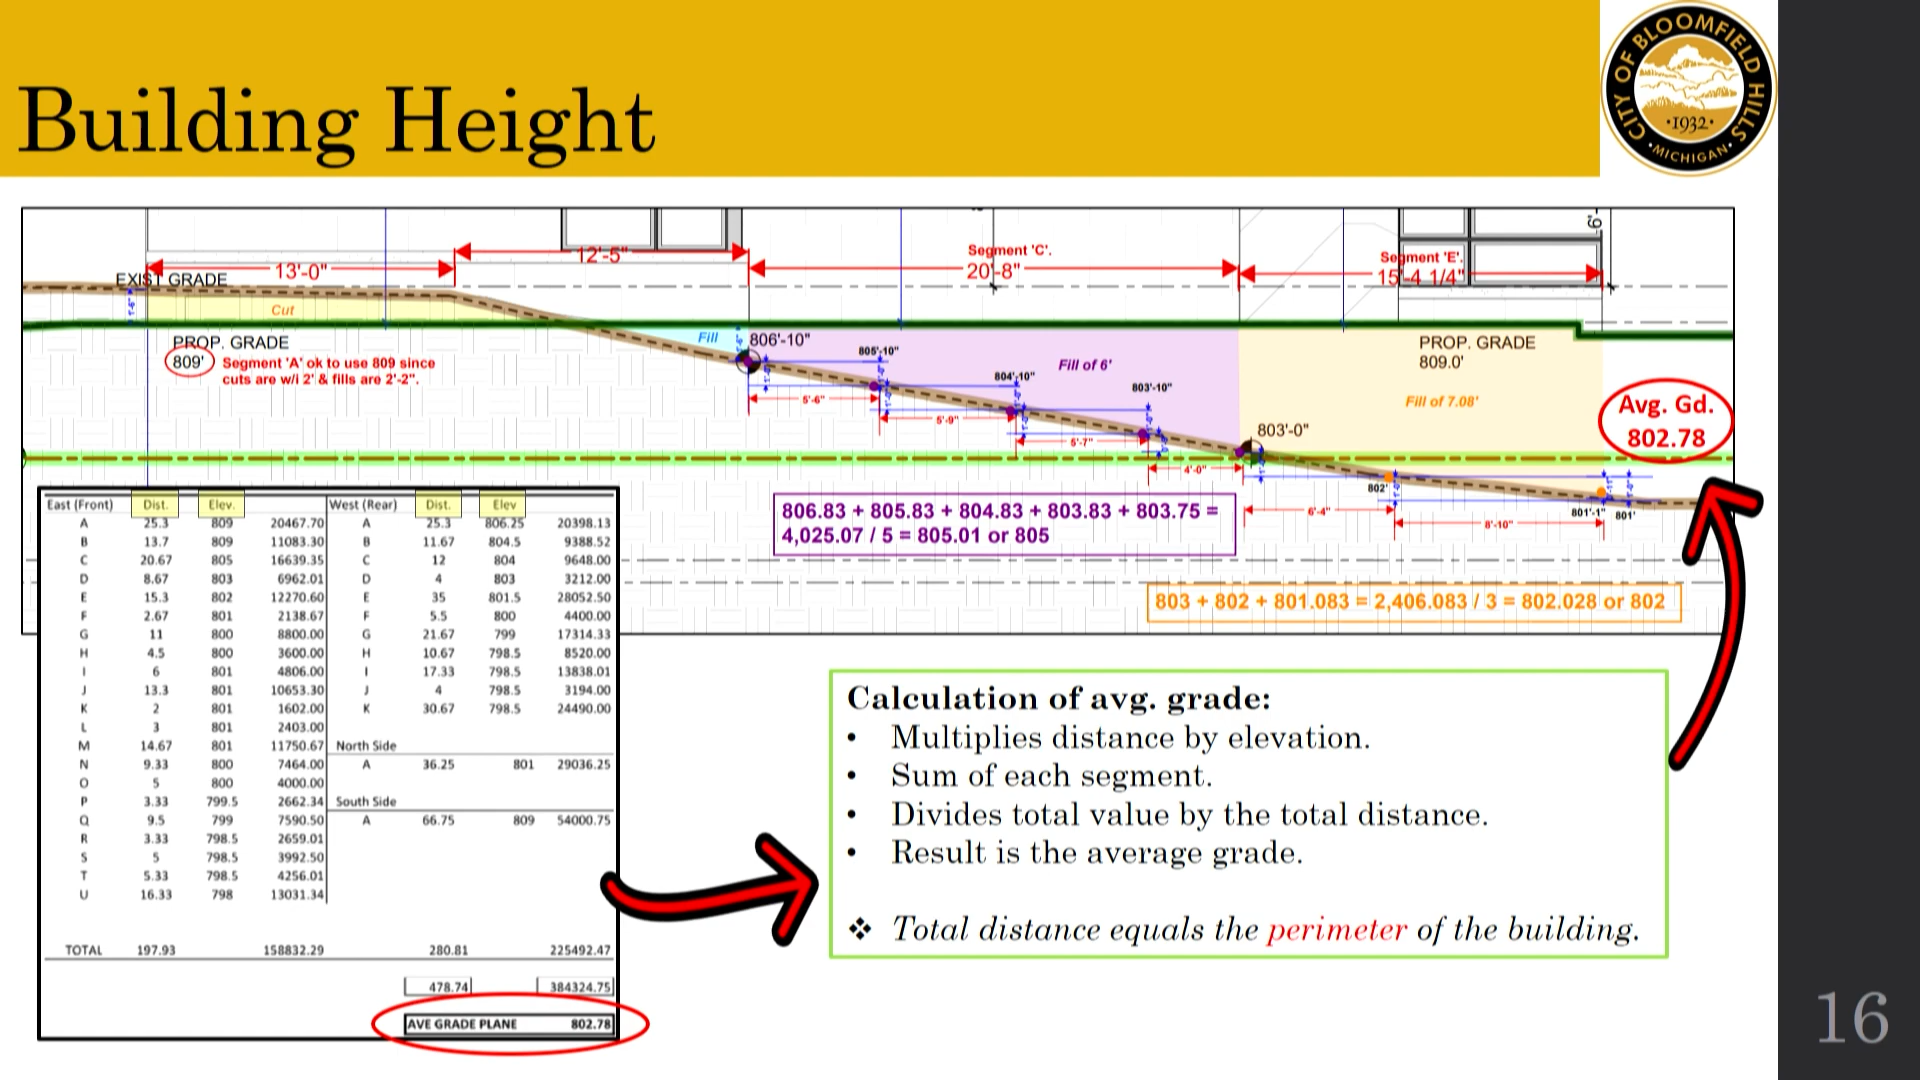 Building Height
CITY OF BLOOMFIELD HILLS
•1932•
•MICHIGAN•
EXIST GRADE
13'-0"
12'-5"
Segment 'C'.
20'-8"
Segment 'E'.
15'-4 1/4"
Cut
PROP. GRADE
809'
Segment 'A' ok to use 809 since
cuts are w/i 2' & fills are 2'-2".
Fill
806'-10"
805'-10"
804'-10"
803'-10"
Fill of 6'
5'-6"
5'-9"
5'-7"
4'-0"
803'-0"
PROP. GRADE
809.0'
Fill of 7.08'
Avg. Gd.
802.78
802'
6'-4"
8'-10"
801'-1"
801'
806.83 + 805.83 + 804.83 + 803.83 + 803.75 =
4,025.07 / 5 = 805.01 or 805
803 + 802 + 801.083 = 2,406.083 / 3 = 802.028 or 802
East (Front) Dist. Elev. West (Rear) Dist. Elev
A 25.3 809 20467.70 A 25.3 806.25 20398.13
B 13.7 809 11083.30 B 11.67 804.5 9388.52
C 20.67 805 16639.35 C 12 804 9648.00
D 8.67 803 6962.01 D 4 803 3212.00
E 15.3 802 12270.60 E 35 801.5 28052.50
F 2.67 801 2138.67 F 5.5 800 4400.00
G 11 800 8800.00 G 21.67 799 17314.33
H 4.5 800 3600.00 H 10.67 798.5 8520.00
I 6 801 4806.00 I 17.33 798.5 13838.01
J 13.3 801 10653.30 J 4 798.5 3194.00
K 2 801 1602.00 K 30.67 798.5 24490.00
L 3 801 2403.00
M 14.67 801 11750.67 North Side
N 9.33 800 7464.00 A 36.25 801 29036.25
O 5 800 4000.00
P 3.33 799.5 2662.34 South Side
Q 9.5 799 7590.50 A 66.75 809 54000.75
R 3.33 798.5 2659.01
S 5 798.5 3992.50
T 5.33 798.5 4256.01
U 16.33 798 13031.34
TOTAL 197.93 158832.29 280.81 225492.47
478.74 384324.75
AVE GRADE PLANE 802.78
Calculation of avg. grade:
• Multiplies distance by elevation.
• Sum of each segment.
• Divides total value by the total distance.
• Result is the average grade.
❖ Total distance equals the perimeter of the building.
16